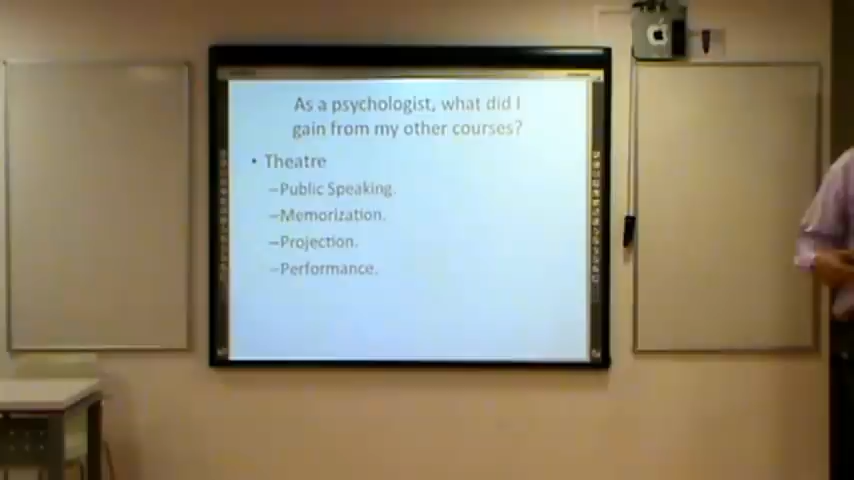 As a psychologist, what did I
gain from my other courses?
• Theatre
–Public Speaking.
–Memorization.
–Projection.
–Performance.